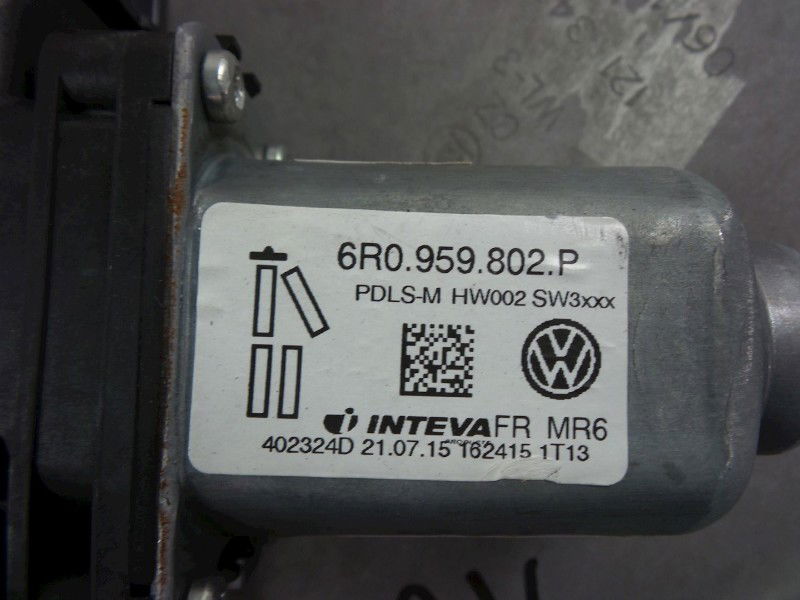 6R0.959.802.P
PDLS-M HW002 SW3xxx
INTEVA FR MR6
402324D 21.07.15 162415 1T13